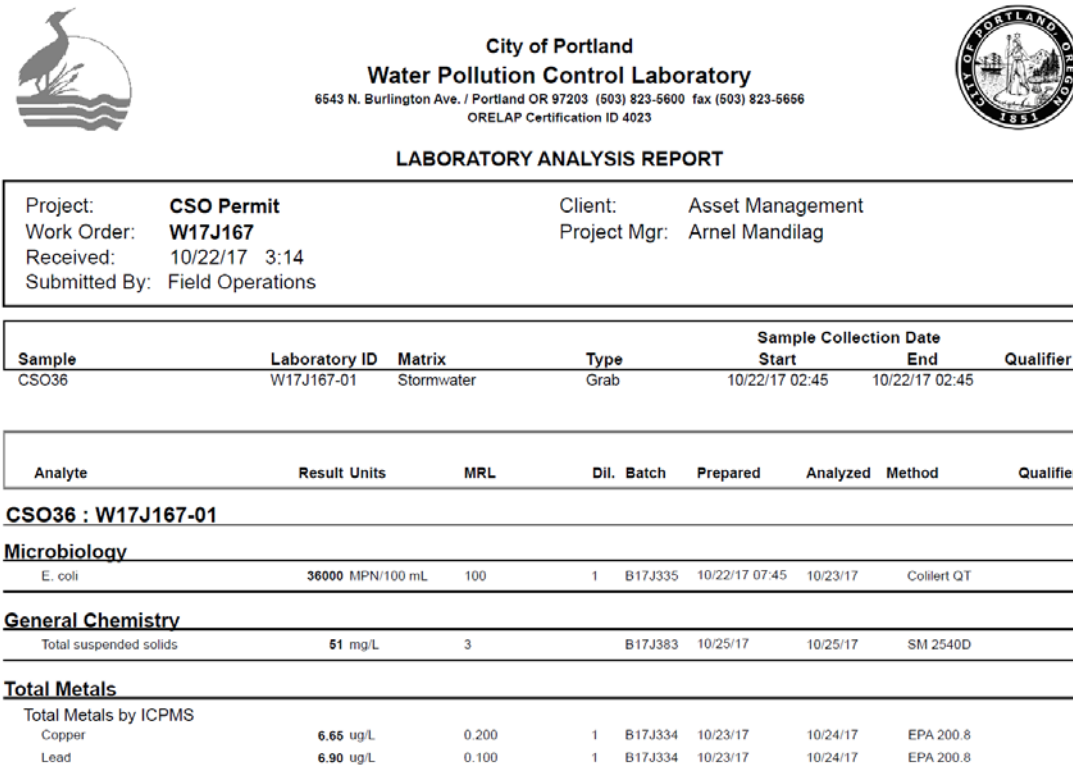 City of Portland
Water Pollution Control Laboratory
6543 N. Burlington Ave. / Portland OR 97203 (503) 823-5600 fax (503) 823-5656
ORELAP Certification ID 4023
CITY OF PORTLAND, OREGON
1851
LABORATORY ANALYSIS REPORT
Project: CSO Permit Client: Asset Management
Work Order: W17J167 Project Mgr: Arnel Mandilag
Received: 10/22/17 3:14
Submitted By: Field Operations
Sample Collection Date
Sample Laboratory ID Matrix Type Start End Qualifier
CSO36 W17J167-01 Stormwater Grab 10/22/17 02:45 10/22/17 02:45
Analyte Result Units MRL Dil. Batch Prepared Analyzed Method Qualifie
CSO36 : W17J167-01
Microbiology
E. coli 36000 MPN/100 mL 100 1 B17J335 10/22/17 07:45 10/23/17 Colilert QT
General Chemistry
Total suspended solids 51 mg/L 3 B17J383 10/25/17 10/25/17 SM 2540D
Total Metals
Total Metals by ICPMS
Copper 6.65 ug/L 0.200 1 B17J334 10/23/17 10/24/17 EPA 200.8
Lead 6.90 ug/L 0.100 1 B17J334 10/23/17 10/24/17 EPA 200.8